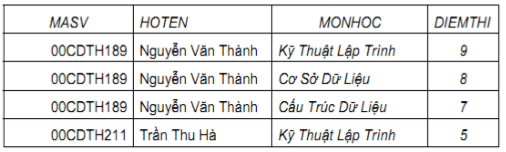 MASV HOTEN MONHOC DIEMTHI
00CDTH189 Nguyễn Văn Thành Kỹ Thuật Lập Trình 9
00CDTH189 Nguyễn Văn Thành Cơ Sở Dữ Liệu 8
00CDTH189 Nguyễn Văn Thành Cấu Trúc Dữ Liệu 7
00CDTH211 Trần Thu Hà Kỹ Thuật Lập Trình 5